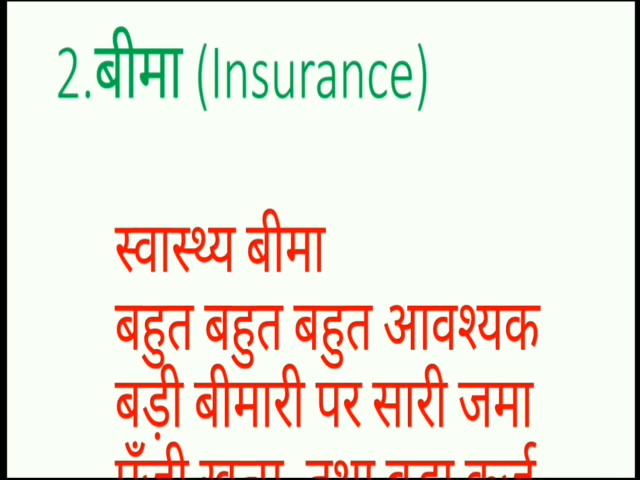 2.बीमा (Insurance)
स्वास्थ्य बीमा
बहुत बहुत बहुत आवश्यक
बड़ी बीमारी पर सारी जमा